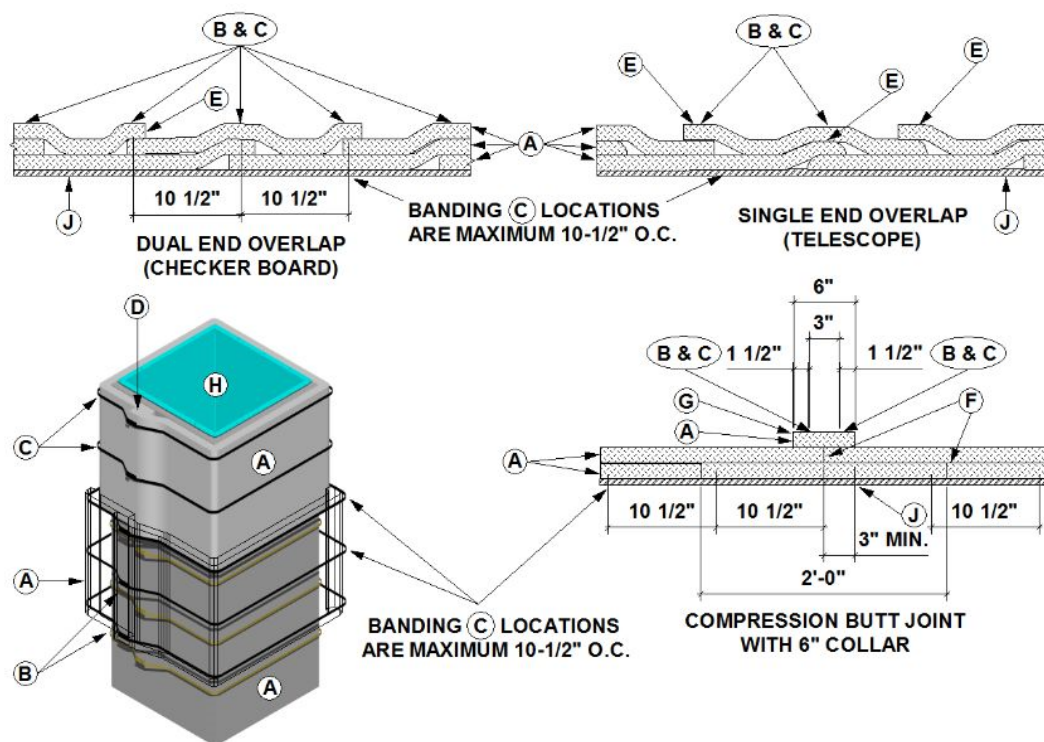 B & C
E
A
10 1/2" 10 1/2"
J
DUAL END OVERLAP
(CHECKER BOARD)
BANDING C LOCATIONS
ARE MAXIMUM 10-1/2" O.C.
B & C
E
E
E
SINGLE END OVERLAP
(TELESCOPE)
J
D
H
C
A
A
B
A
BANDING C LOCATIONS
ARE MAXIMUM 10-1/2" O.C.
6"
3"
B & C 1 1/2" 1 1/2" B & C
G
F
A
A
10 1/2" 10 1/2" J 10 1/2"
3" MIN.
2'-0"
COMPRESSION BUTT JOINT
WITH 6" COLLAR